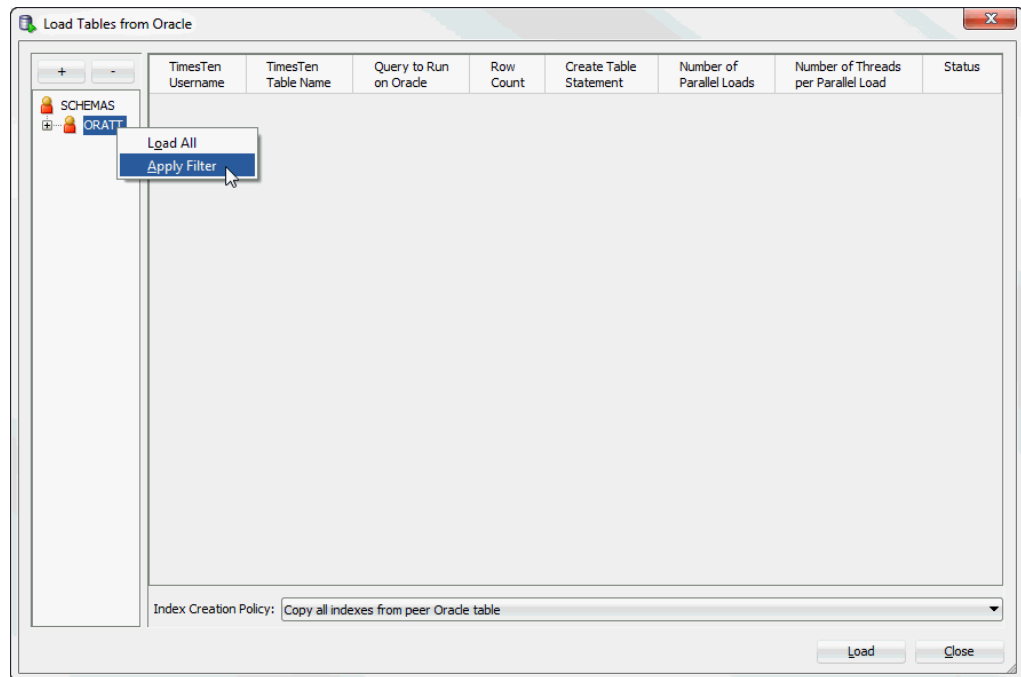 Load Tables from Oracle
+ -
TimesTen Username
TimesTen Table Name
Query to Run on Oracle
Row Count
Create Table Statement
Number of Parallel Loads
Number of Threads per Parallel Load
Status
SCHEMAS
ORATT
Load All
Apply Filter
Index Creation Policy: Copy all indexes from peer Oracle table
Load Close